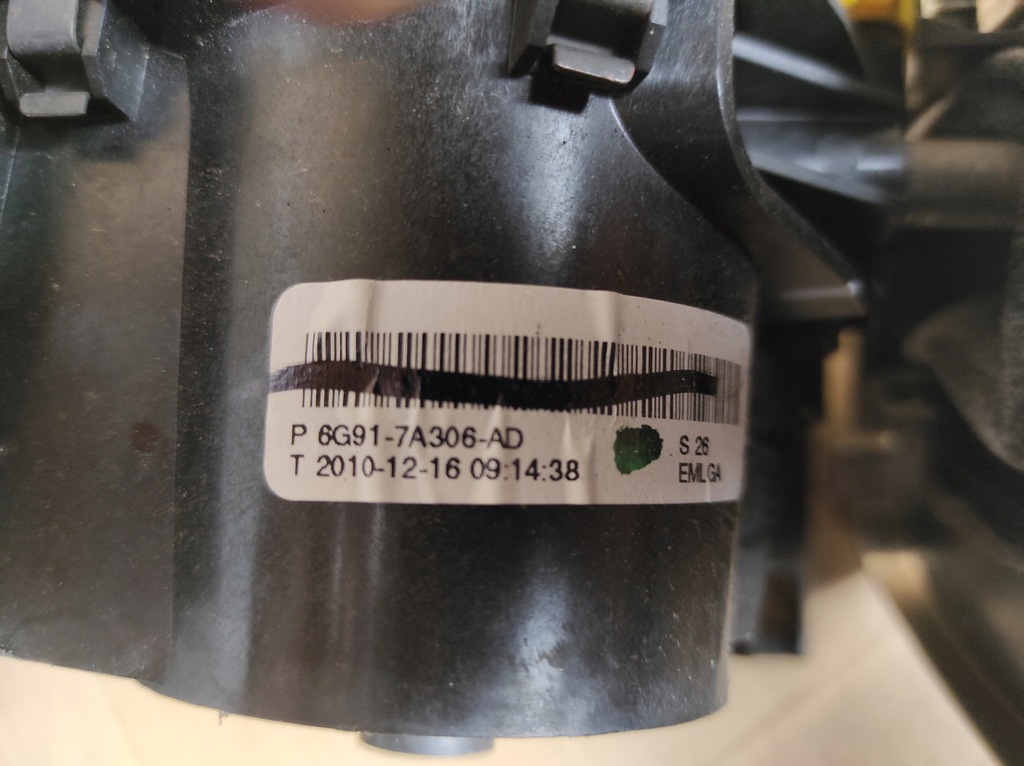 P 6G91-7A306-AD
T 2010-12-16 09:14:38
S 26
EMLGA